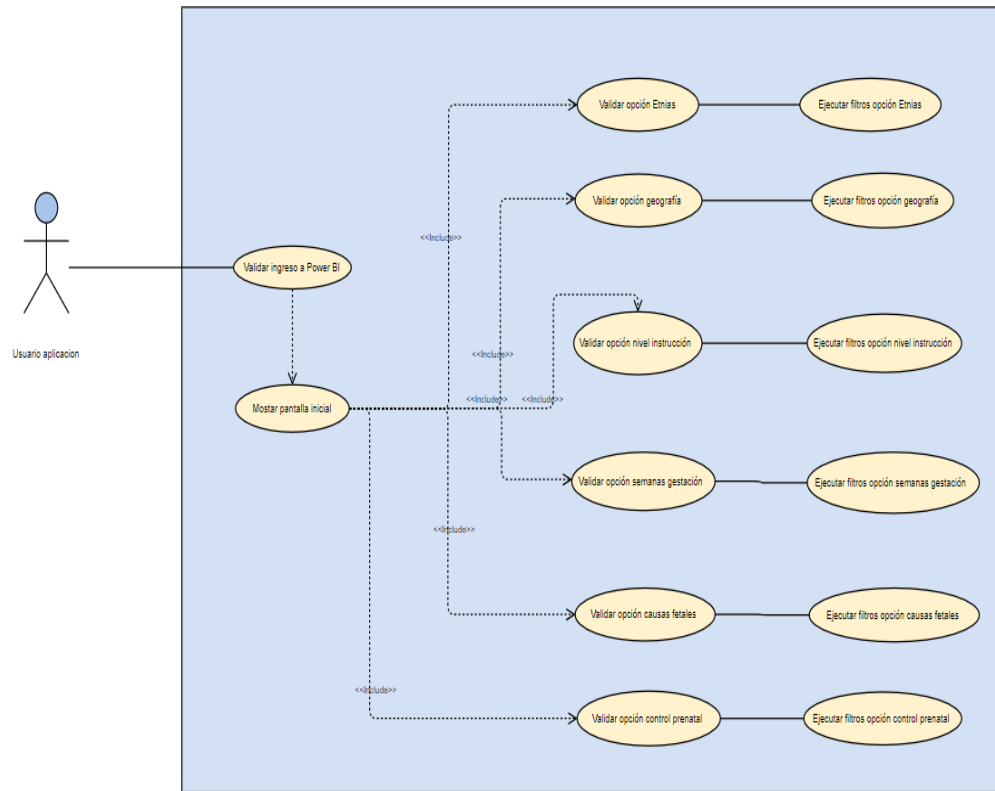 Validar opción Etnias
Ejecutar filtros opción Etnias
Validar opción geografía
Ejecutar filtros opción geografía
<<Include>>
Validar ingreso a Power BI
Usuario aplicacion
Validar opción nivel instrucción
Ejecutar filtros opción nivel instrucción
<<Include>>
Mostar pantalla inicial
<<Include>>
<<Include>>
Validar opción semanas gestación
Ejecutar filtros opción semanas gestación
<<Include>>
Validar opción causas fetales
Ejecutar filtros opción causas fetales
<<Include>>
Validar opción control prenatal
Ejecutar filtros opción control prenatal